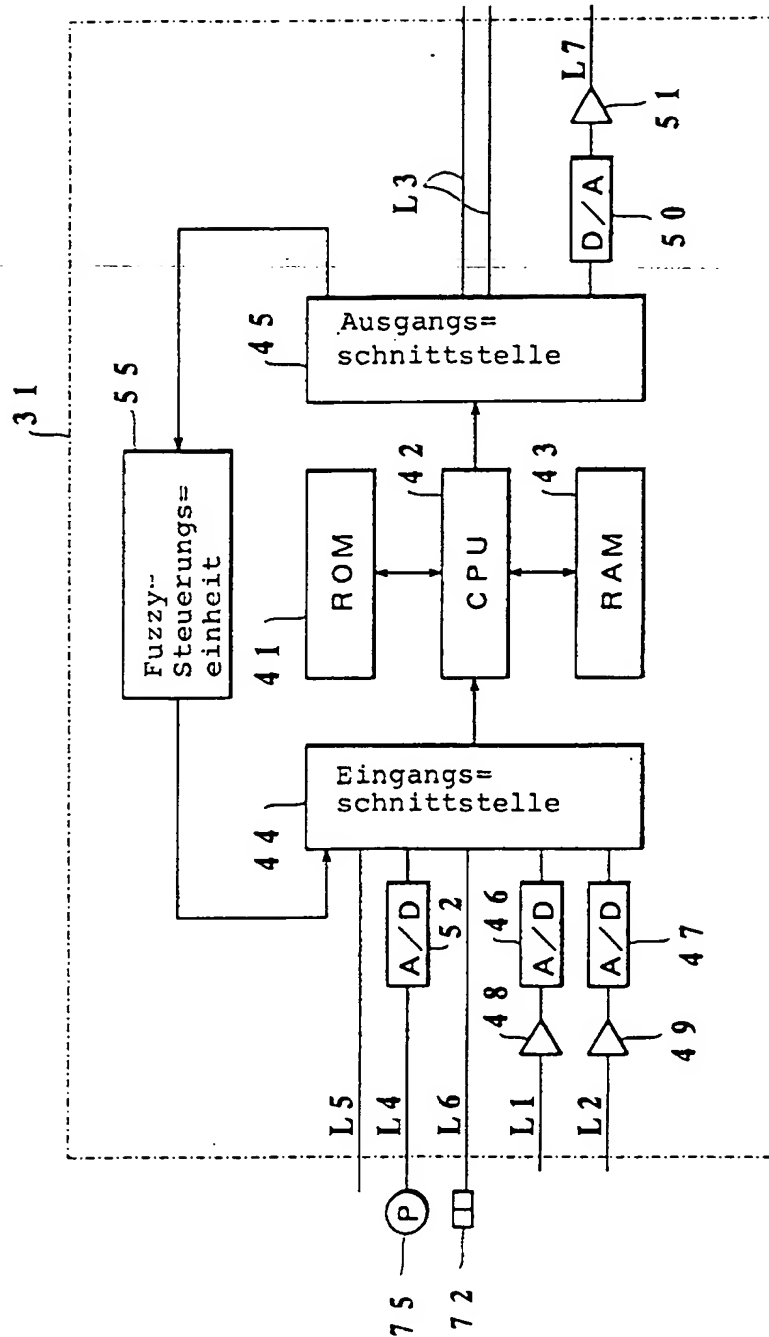 31
55
Fuzzy-
Steuerungs=
einheit
45
Ausgangs=
schnittstelle
L3
L7
51
D/A
50
41
ROM
42
CPU
43
RAM
44
Eingangs=
schnittstelle
L5
L4
A/D
52
L6
L1
48
A/D
46
L2
49
A/D
47
P
75
72